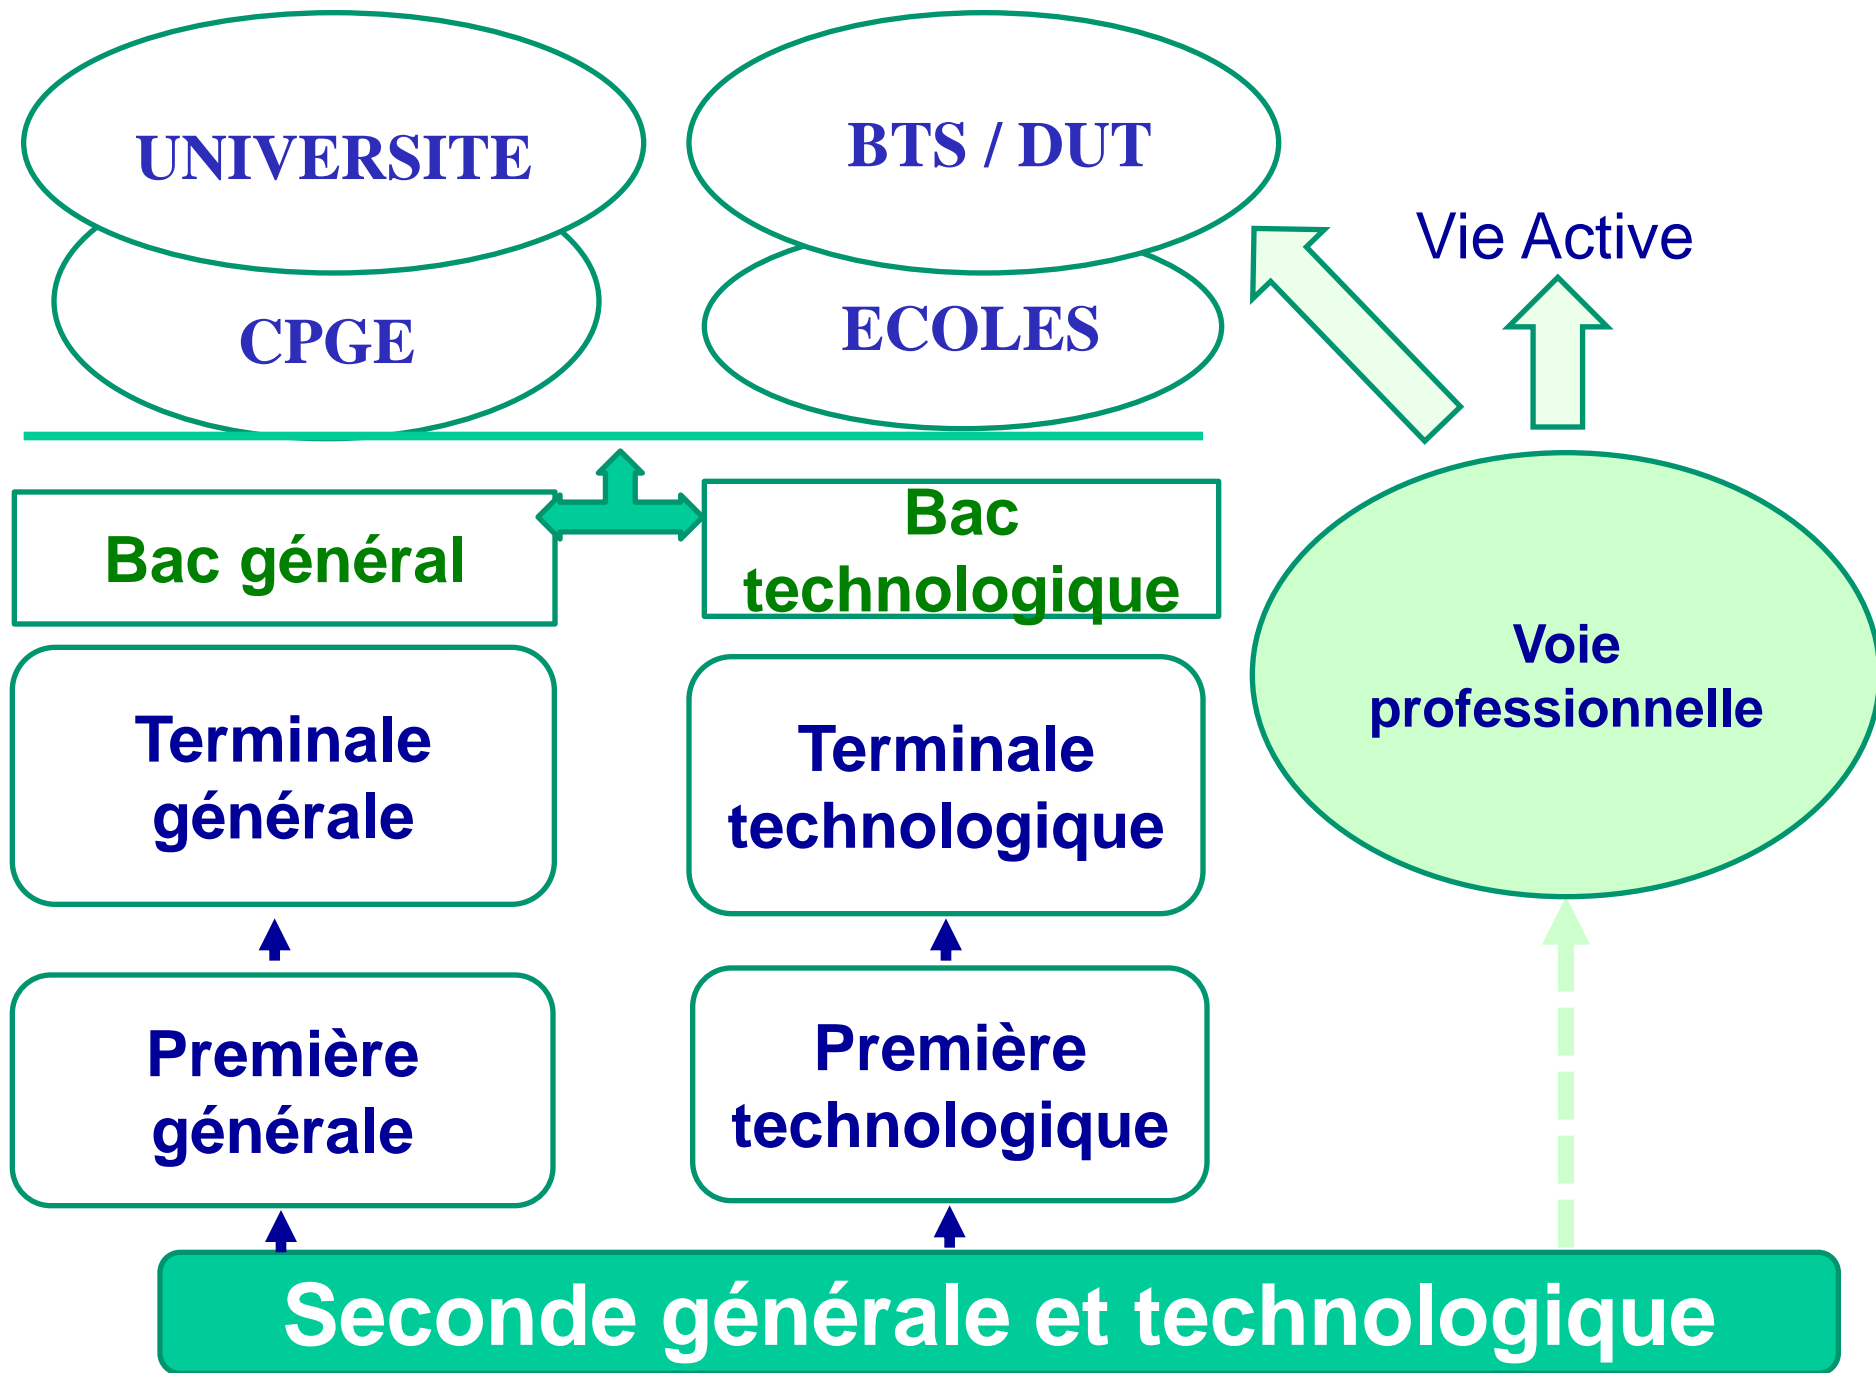 UNIVERSITE
BTS / DUT
Vie Active
CPGE
ECOLES
Bac général
Bac
technologique
Voie
professionnelle
Terminale
générale
Terminale
technologique
Première
générale
Première
technologique
Seconde générale et technologique